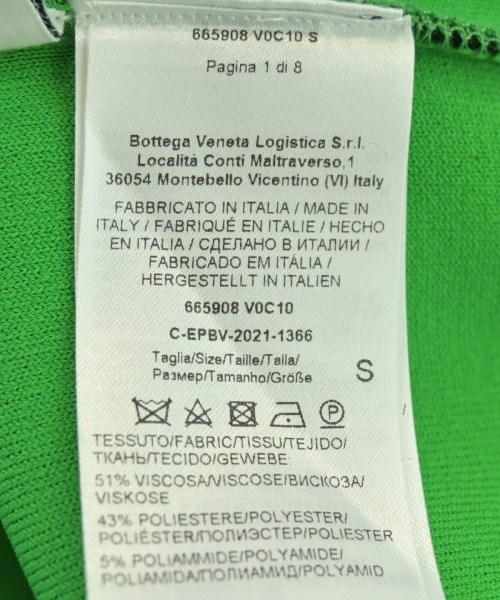 665908 V0C10 S
Pagina 1 di 8
Bottega Veneta Logistica S.r.l.
Località Conti Maltraverso,1
36054 Montebello Vicentino (VI) Italy
FABBRICATO IN ITALIA / MADE IN
ITALY / FABRIQUÉ EN ITALIE / HECHO
EN ITALIA / СДЕЛАНО В ИТАЛИИ /
FABRICADO EM ITÁLIA /
HERGESTELLT IN ITALIEN
665908 V0C10
C-EPBV-2021-1366
Taglia/Size/Taille/Talla/
Размер/Tamanho/Größe S
P
TESSUTO/FABRIC/TISSU/TEJIDO/
ТКАНЬ/TECIDO/GEWEBE:
51% VISCOSA/VISCOSE/ВИСКОЗА/
VISKOSE
43% POLIESTERE/POLYESTER/
POLIÉSTER/ПОЛИЭСТЕР/POLIESTER
5% POLIAMMIDE/POLYAMIDE/
POLIAMIDA/ПОЛИАМИД/POLYAMID